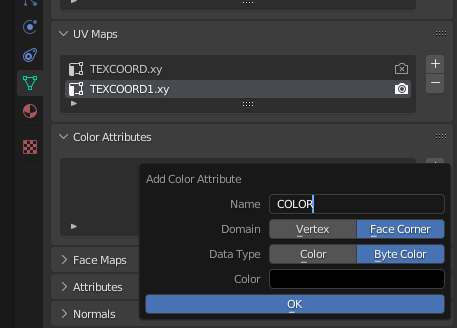 UV Maps
TEXCOORD.xy
TEXCOORD1.xy
Color Attributes
Add Color Attribute
Name COLOR
Domain Vertex Face Corner
Data Type Color Byte Color
Color
OK
Face Maps
Attributes
Normals